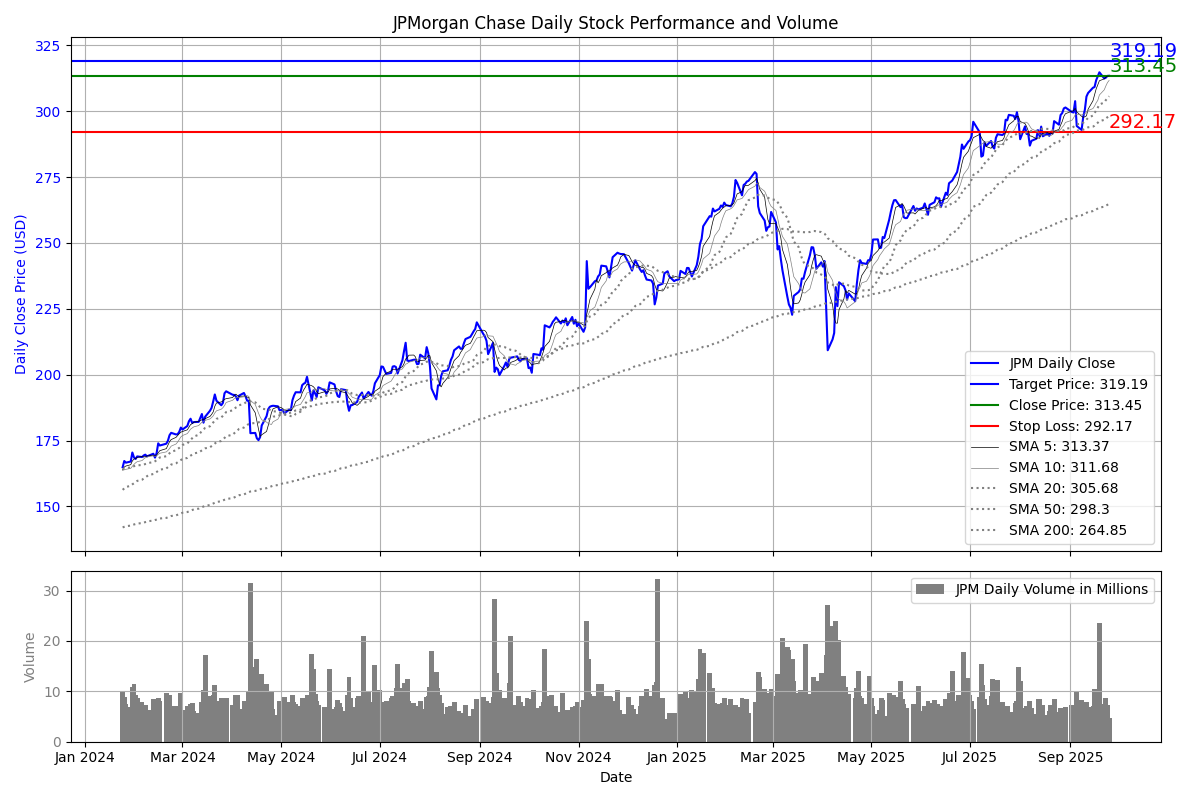 JPMorgan Chase Daily Stock Performance and Volume
Daily Close Price (USD)
325
300
275
250
225
200
175
150
319.19
313.45
292.17
JPM Daily Close
Target Price: 319.19
Close Price: 313.45
Stop Loss: 292.17
SMA 5: 313.37
SMA 10: 311.68
SMA 20: 305.68
SMA 50: 298.3
SMA 200: 264.85
Volume
30
20
10
0
JPM Daily Volume in Millions
Jan 2024
Mar 2024
May 2024
Jul 2024
Sep 2024
Nov 2024
Jan 2025
Mar 2025
May 2025
Jul 2025
Sep 2025
Date